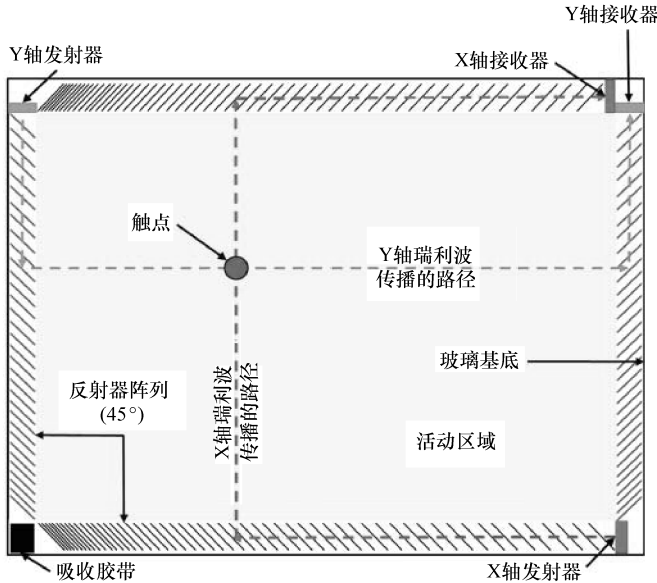 Y轴接收器
Y轴发射器
X轴接收器
触点
Y轴瑞利波
传播的路径
玻璃基底
反射器阵列
(45°)
X轴瑞利波
传播的路径
活动区域
吸收胶带
X轴发射器